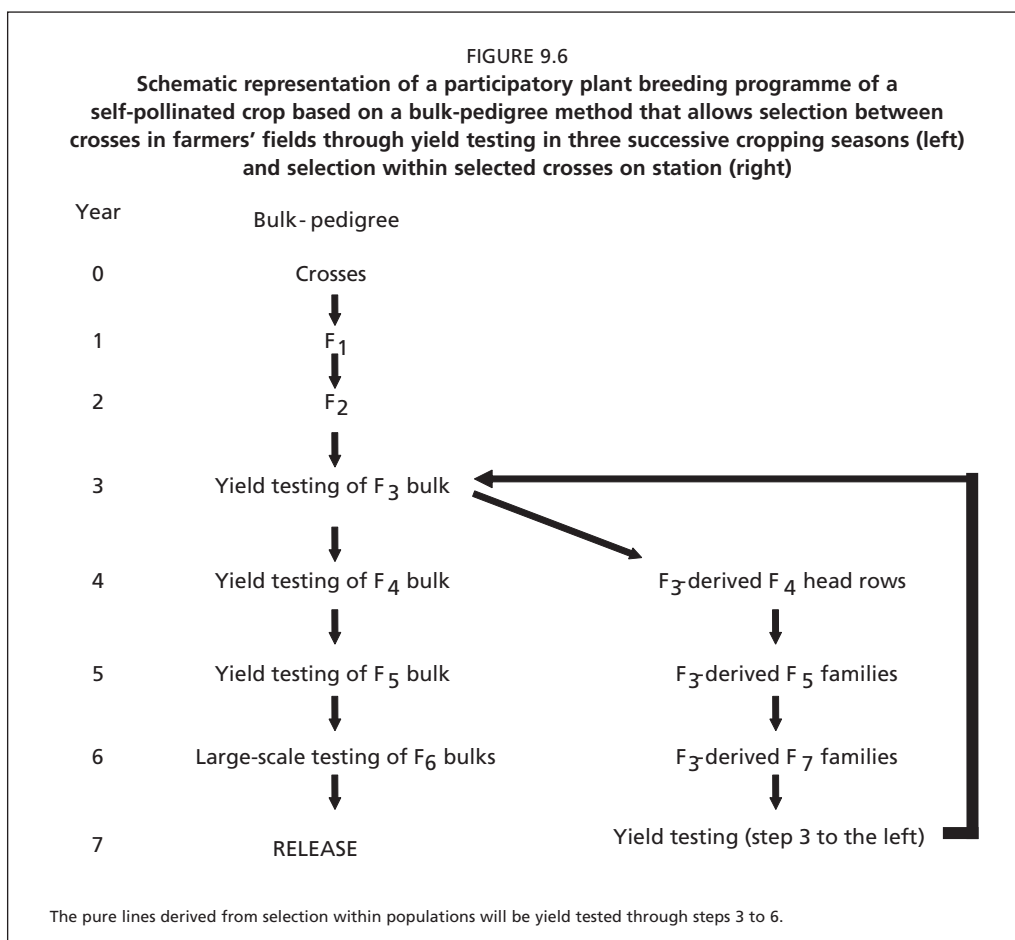 FIGURE 9.6
Schematic representation of a participatory plant breeding programme of a
self-pollinated crop based on a bulk-pedigree method that allows selection between
crosses in farmers’ fields through yield testing in three successive cropping seasons (left)
and selection within selected crosses on station (right)
Year Bulk-pedigree
0 Crosses
1 F1
2 F2
3 Yield testing of F3 bulk
4 Yield testing of F4 bulk F3-derived F4 head rows
5 Yield testing of F5 bulk F3-derived F5 families
6 Large-scale testing of F6 bulks F3-derived F7 families
7 RELEASE Yield testing (step 3 to the left)
The pure lines derived from selection within populations will be yield tested through steps 3 to 6.